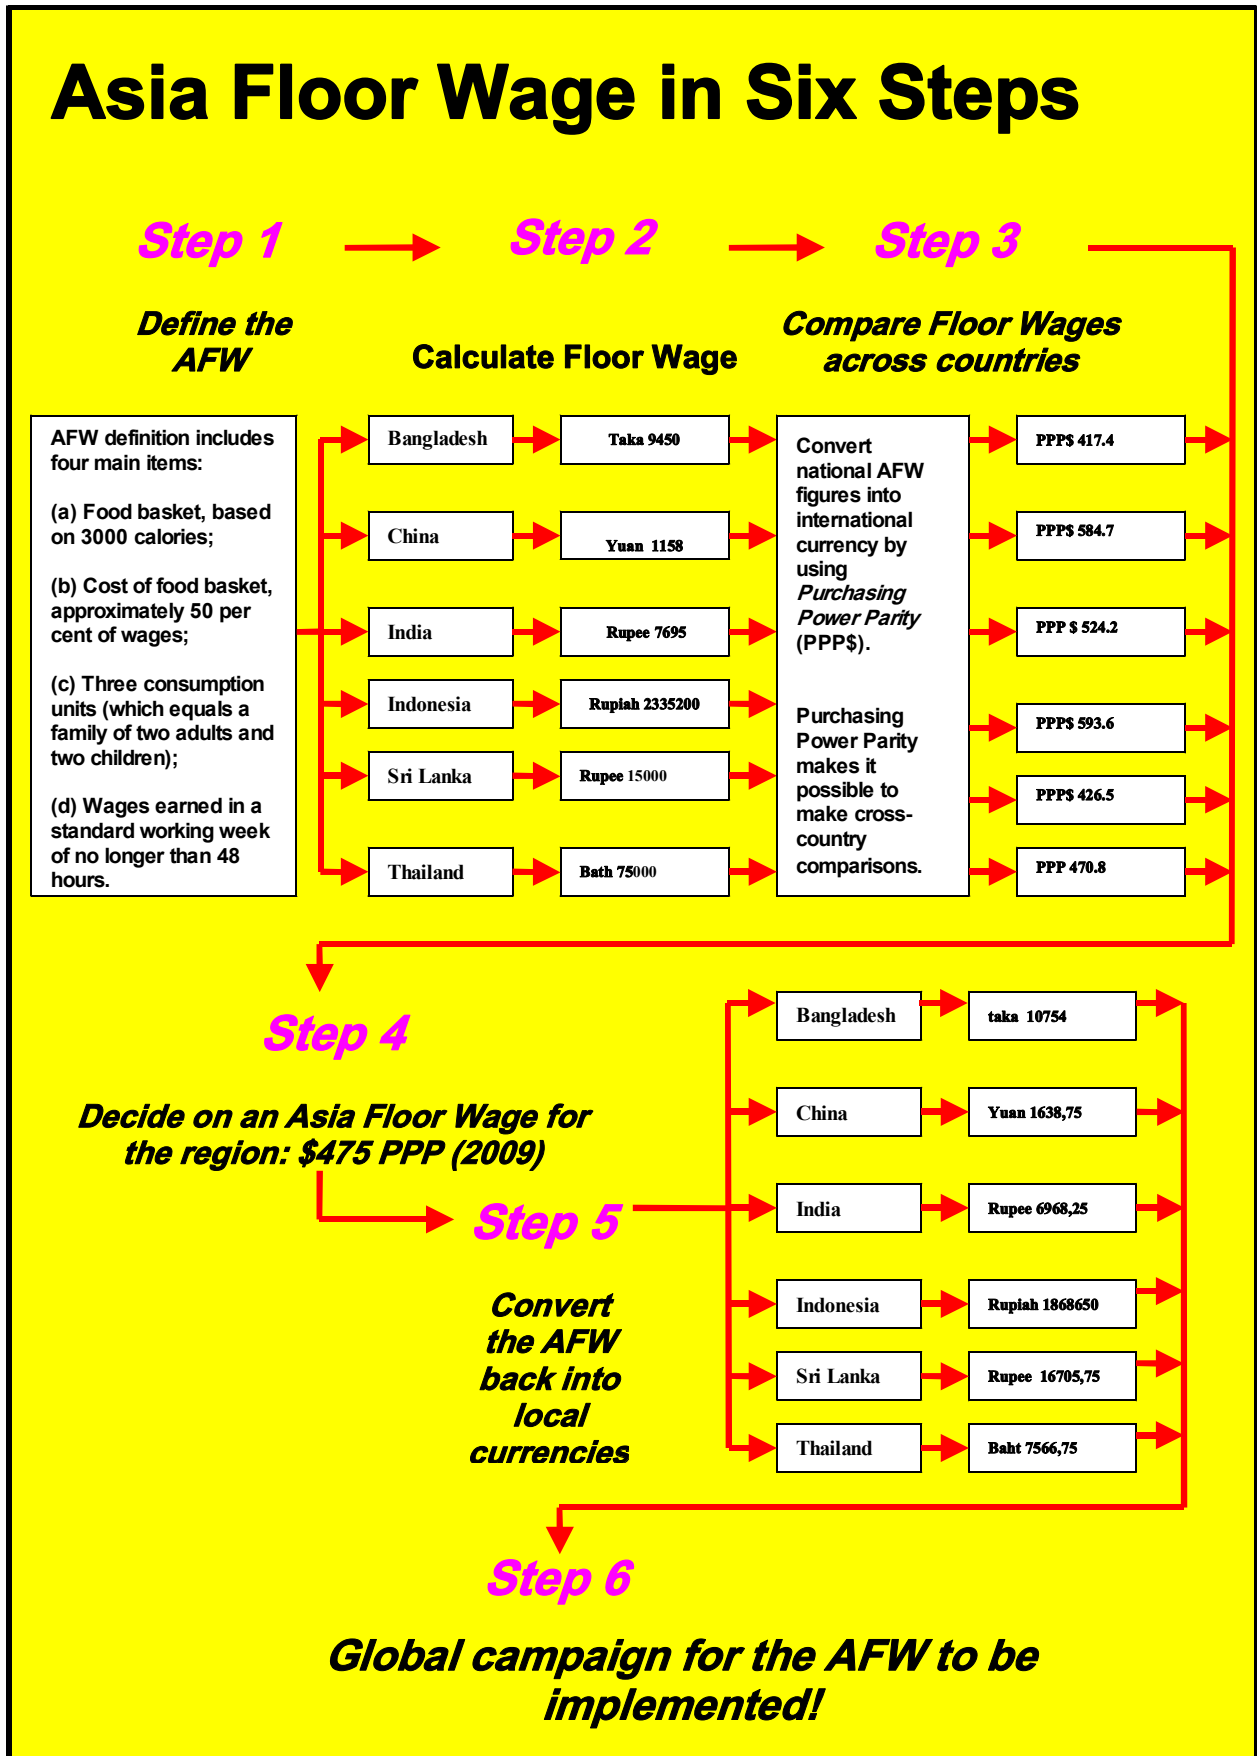 Asia Floor Wage in Six Steps
Step 1
Step 2
Step 3
Define the
AFW
Calculate Floor Wage
Compare Floor Wages
across countries
AFW definition includes
four main items:
(a) Food basket, based
on 3000 calories;
(b) Cost of food basket,
approximately 50 per
cent of wages;
(c) Three consumption
units (which equals a
family of two adults and
two children);
(d) Wages earned in a
standard working week
of no longer than 48
hours.
Bangladesh
Taka 9450
China
Yuan 1158
India
Rupee 7695
Indonesia
Rupiah 2335200
Sri Lanka
Rupee 15000
Thailand
Bath 75000
Convert
national AFW
figures into
international
currency by
using
Purchasing
Power Parity
(PPP$).
Purchasing
Power Parity
makes it
possible to
make cross-
country
comparisons.
PPP$ 417.4
PPP$ 584.7
PPP $ 524.2
PPP$ 593.6
PPP$ 426.5
PPP 470.8
Step 4
Decide on an Asia Floor Wage for
the region: $475 PPP (2009)
Step 5
Convert
the AFW
back into
local
currencies
Bangladesh
taka 10754
China
Yuan 1638,75
India
Rupee 6968,25
Indonesia
Rupiah 1868650
Sri Lanka
Rupee 16705,75
Thailand
Baht 7566,75
Step 6
Global campaign for the AFW to be
implemented!